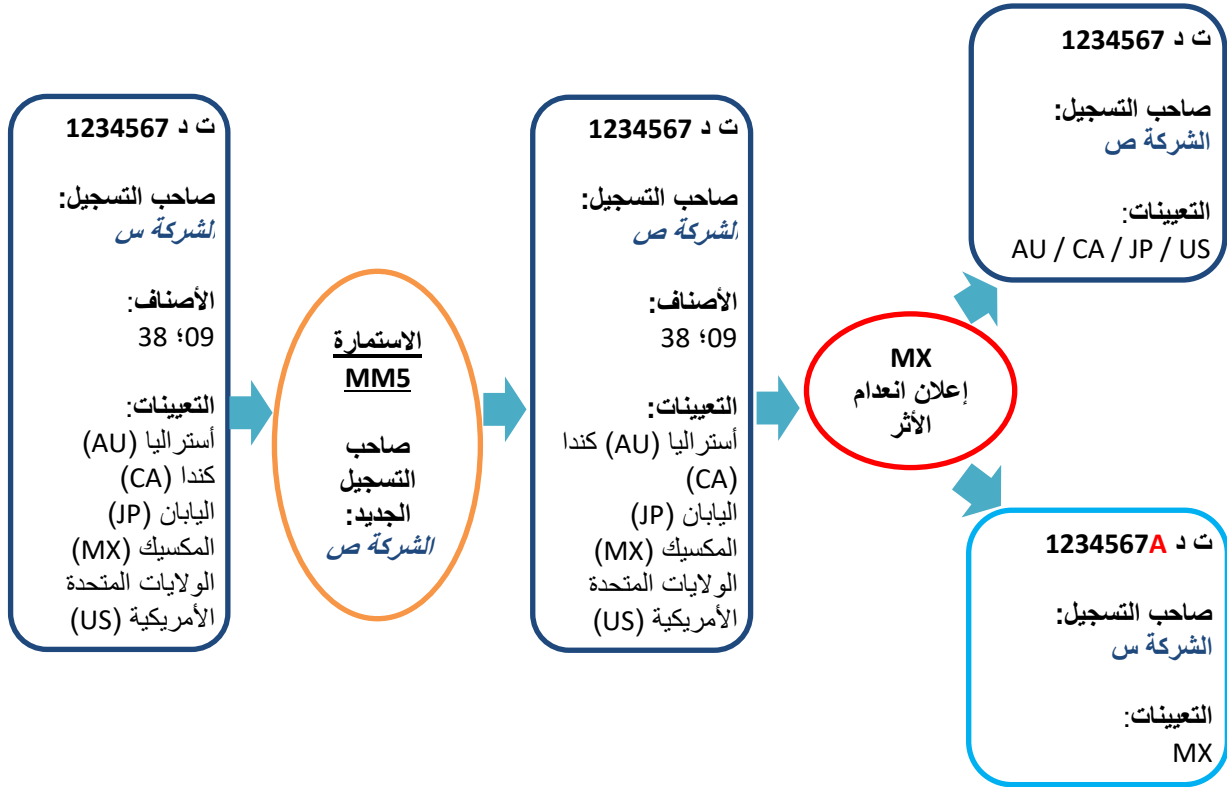 ت د 1234567
صاحب التسجيل:
الشركة س
الأصناف:
09؛ 38
التعيينات:
أستراليا (AU)
كندا (CA)
اليابان (JP)
المكسيك (MX)
الولايات المتحدة
الأمريكية (US)
الاستمارة
MM5
صاحب
التسجيل
الجديد:
الشركة ص
ت د 1234567
صاحب التسجيل:
الشركة ص
الأصناف:
09؛ 38
التعيينات:
أستراليا (AU) كندا
(CA)
اليابان (JP)
المكسيك (MX)
الولايات المتحدة
الأمريكية (US)
MX
إعلان انعدام
الأثر
ت د 1234567
صاحب التسجيل:
الشركة ص
التعيينات:
AU / CA / JP / US
ت د 1234567A
صاحب التسجيل:
الشركة س
التعيينات:
MX